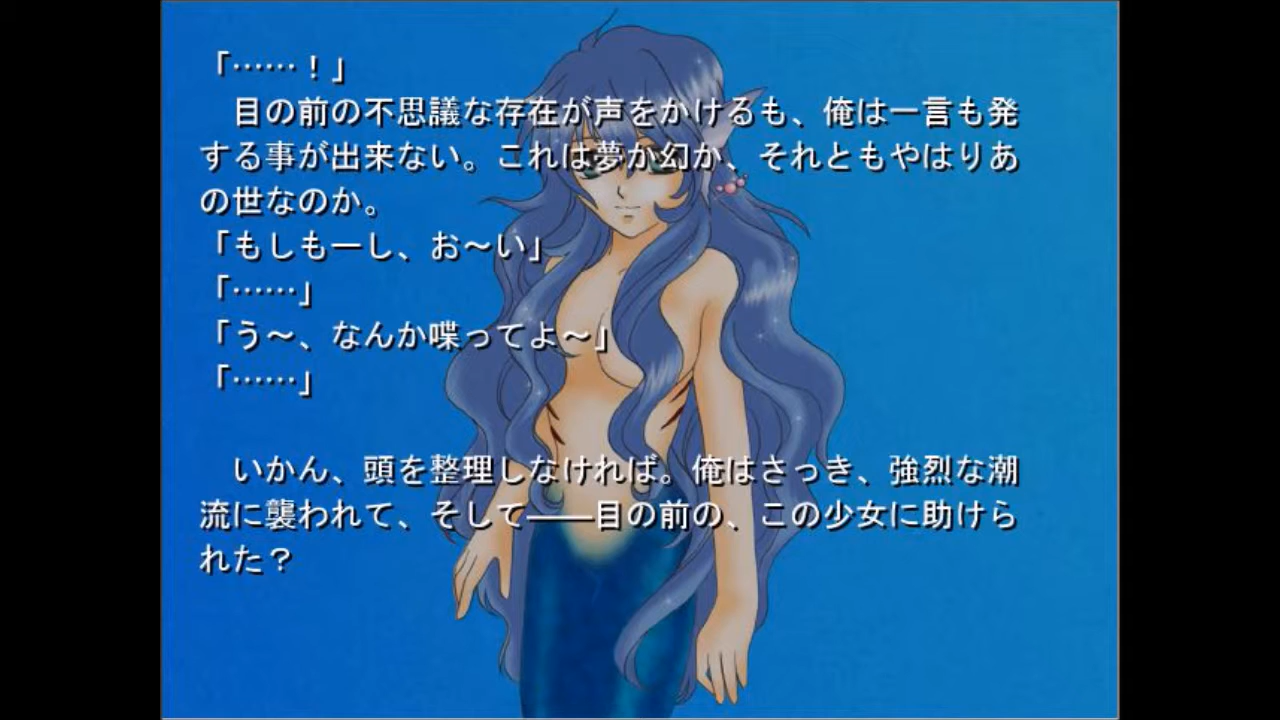 「……！」
　目の前の不思議な存在が声をかけるも、俺は一言も発
する事が出来ない。これは夢か幻か、それともやはりあ
の世なのか。
「もしもーし、お～い」
「……」
「う～、なんか喋ってよ～」
「……」
　いかん、頭を整理しなければ。俺はさっき、強烈な潮
流に襲われて、そして――目の前の、この少女に助けら
れた？